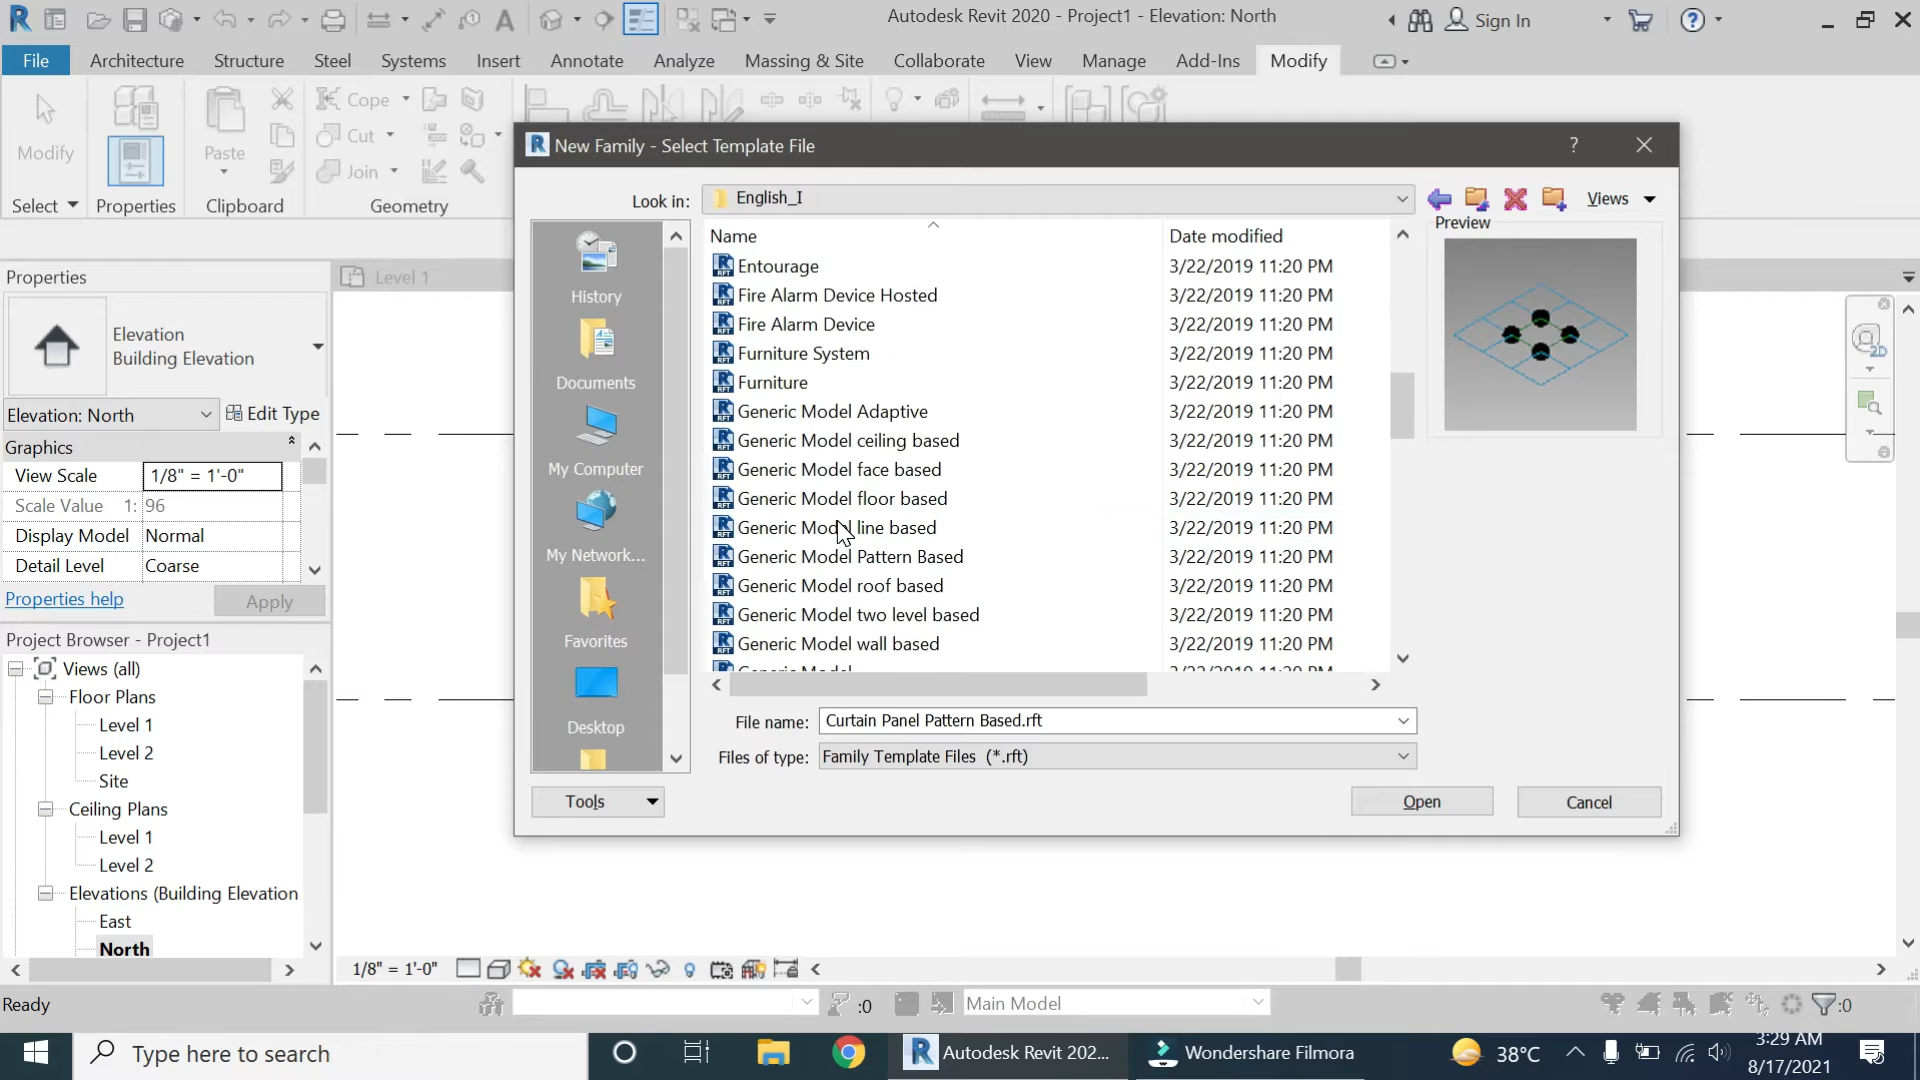 Autodesk Revit 2020 - Project1 - Elevation: North
Sign In
File Architecture Structure Steel Systems Insert Annotate Analyze Massing & Site Collaborate View Manage Add-Ins Modify
Cope
Cut
Join
Modify
Paste
Select Properties Clipboard Geometry
New Family - Select Template File
Look in: English_I
Views
Preview
Name Date modified
Entourage 3/22/2019 11:20 PM
Fire Alarm Device Hosted 3/22/2019 11:20 PM
Fire Alarm Device 3/22/2019 11:20 PM
Furniture System 3/22/2019 11:20 PM
Furniture 3/22/2019 11:20 PM
Generic Model Adaptive 3/22/2019 11:20 PM
Generic Model ceiling based 3/22/2019 11:20 PM
Generic Model face based 3/22/2019 11:20 PM
Generic Model floor based 3/22/2019 11:20 PM
Generic Model line based 3/22/2019 11:20 PM
Generic Model Pattern Based 3/22/2019 11:20 PM
Generic Model roof based 3/22/2019 11:20 PM
Generic Model two level based 3/22/2019 11:20 PM
Generic Model wall based 3/22/2019 11:20 PM
Generic Model 3/22/2019 11:20 PM
History
Documents
My Computer
My Network...
Favorites
Desktop
File name: Curtain Panel Pattern Based.rft
Files of type: Family Template Files (*.rft)
Tools
Open
Cancel
Level 1
Properties
Elevation
Building Elevation
Elevation: North
Edit Type
Graphics
View Scale 1/8" = 1'-0"
Scale Value 1: 96
Display Model Normal
Detail Level Coarse
Properties help
Apply
Project Browser - Project1
Views (all)
Floor Plans
Level 1
Level 2
Site
Ceiling Plans
Level 1
Level 2
Elevations (Building Elevation
East
North
2D
1/8" = 1'-0"
Ready
:0
Main Model
:0
Type here to search
Autodesk Revit 202...
Wondershare Filmora
38°C
3:29 AM
8/17/2021